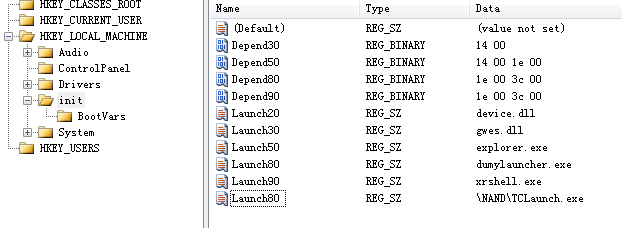 HKEY_CLASSES_ROOT
HKEY_CURRENT_USER
HKEY_LOCAL_MACHINE
Audio
ControlPanel
Drivers
init
BootVars
System
HKEY_USERS
Name Type Data
(Default) REG_SZ (value not set)
Depend30 REG_BINARY 14 00
Depend50 REG_BINARY 14 00 1e 00
Depend80 REG_BINARY 1e 00 3c 00
Depend90 REG_BINARY 1e 00 3c 00
Launch20 REG_SZ device.dll
Launch30 REG_SZ gwes.dll
Launch50 REG_SZ explorer.exe
Launch80 REG_SZ dumylauncher.exe
Launch90 REG_SZ xrshell.exe
Launch80 REG_SZ \NAND\TCLaunch.exe